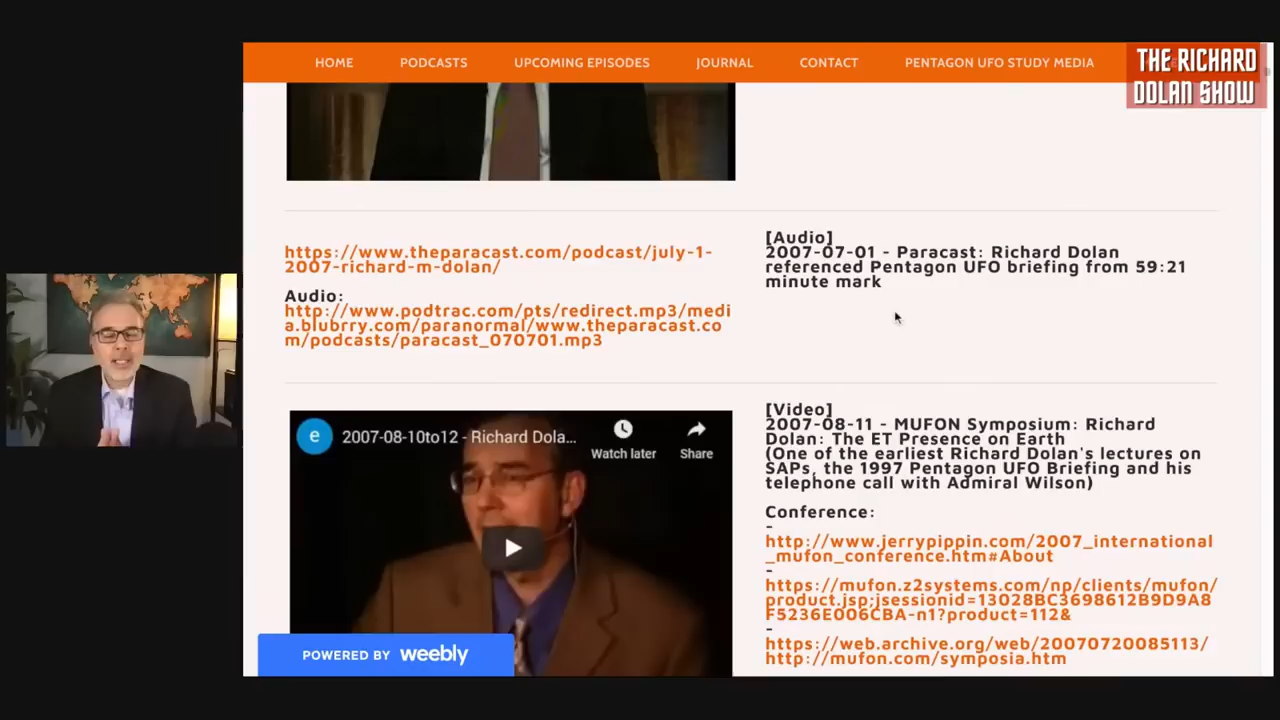 HOME PODCASTS UPCOMING EPISODES JOURNAL CONTACT PENTAGON UFO STUDY MEDIA
THE RICHARD
DOLAN SHOW
https://www.theparacast.com/podcast/july-1-
2007-richard-m-dolan/
Audio:
http://www.podtrac.com/pts/redirect.mp3/medi
a.blubrry.com/paranormal/www.theparacast.co
m/podcasts/paracast_070701.mp3
[Audio]
2007-07-01 - Paracast: Richard Dolan
referenced Pentagon UFO briefing from 59:21
minute mark
e
2007-08-10to12 - Richard Dola...
Watch later
Share
POWERED BY weebly
[Video]
2007-08-11 - MUFON Symposium: Richard
Dolan: The ET Presence on Earth
(One of the earliest Richard Dolan's lectures on
SAPs, the 1997 Pentagon UFO Briefing and his
telephone call with Admiral Wilson)
Conference:
-
http://www.jerrypippin.com/2007_international
_mufon_conference.htm#About
-
https://mufon.z2systems.com/np/clients/mufon/
product.jsp;jsessionid=13028BC3698612B9D9A8
F5236E006CBA-n1?product=112&
-
https://web.archive.org/web/20070720085113/
http://mufon.com/symposia.htm